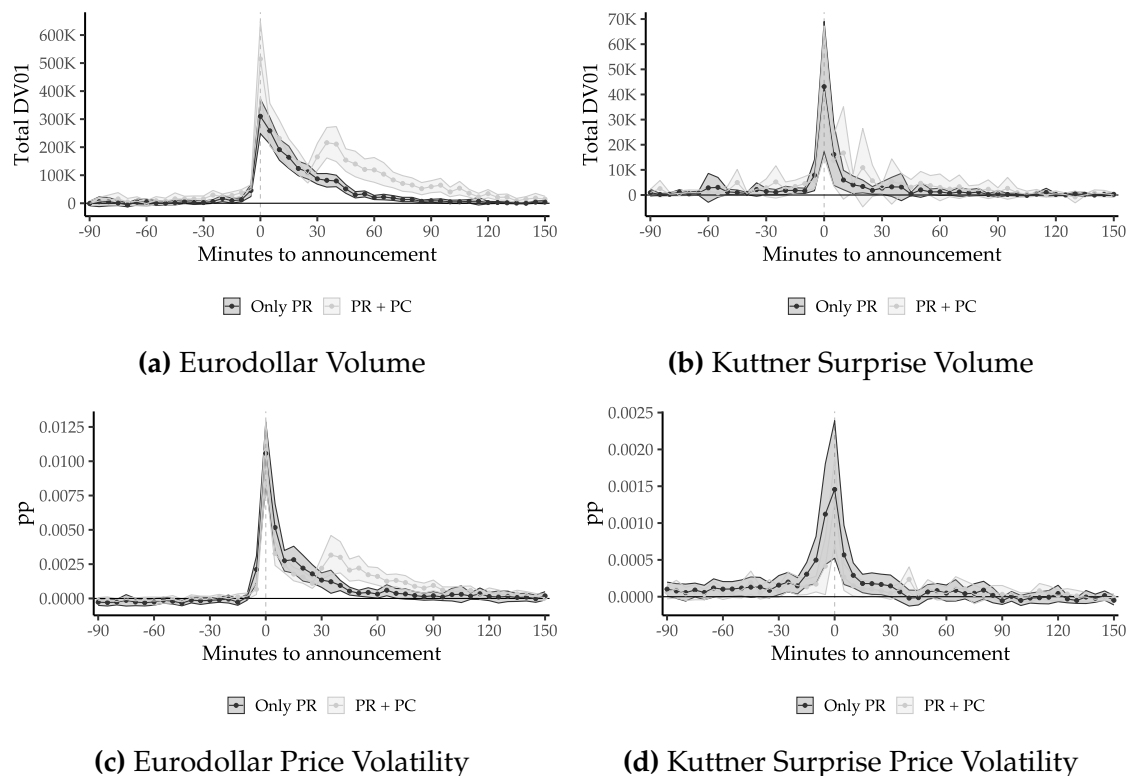 600K
500K
400K
300K
200K
100K
0
Total DV01
-90 -60 -30 0 30 60 90 120 150
Minutes to announcement
Only PR PR + PC
(a) Eurodollar Volume
70K
60K
50K
40K
30K
20K
10K
0
Total DV01
-90 -60 -30 0 30 60 90 120 150
Minutes to announcement
Only PR PR + PC
(b) Kuttner Surprise Volume
0.0125
0.0100
0.0075
0.0050
0.0025
0.0000
pp
-90 -60 -30 0 30 60 90 120 150
Minutes to announcement
Only PR PR + PC
(c) Eurodollar Price Volatility
0.0025
0.0020
0.0015
0.0010
0.0005
0.0000
pp
-90 -60 -30 0 30 60 90 120 150
Minutes to announcement
Only PR PR + PC
(d) Kuttner Surprise Price Volatility